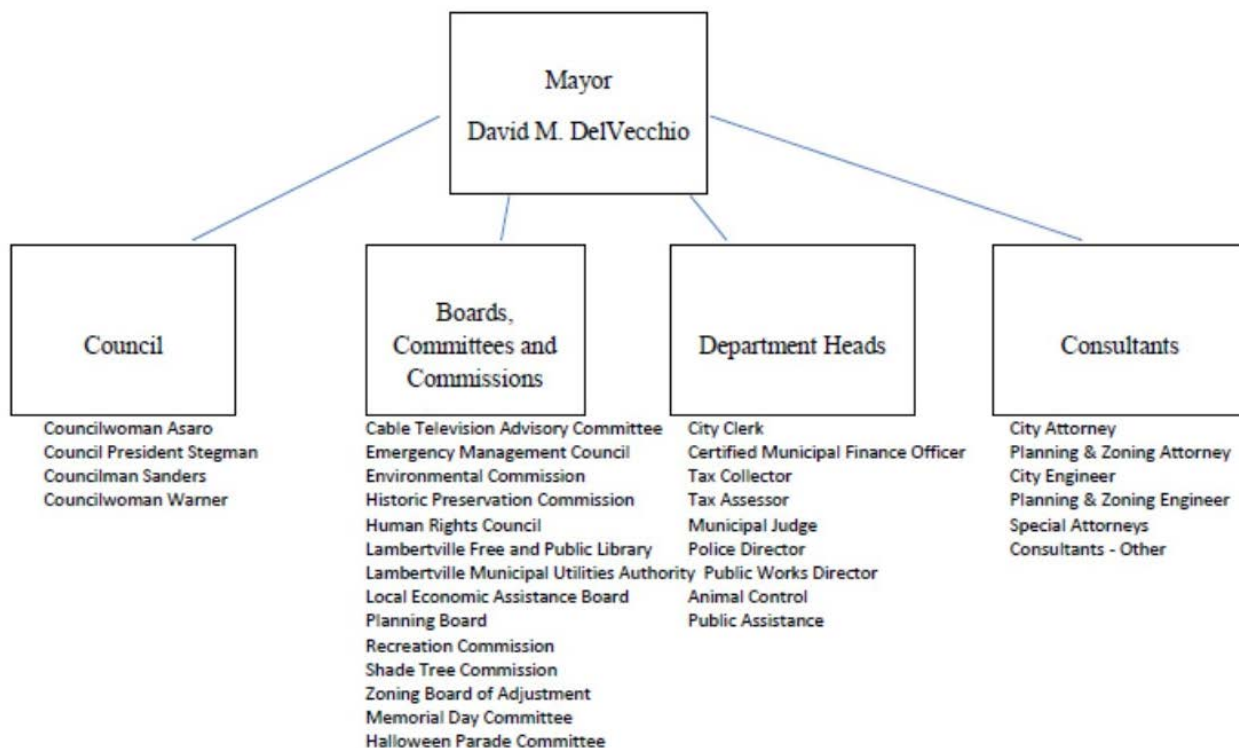 Mayor
David M. DelVecchio
Council
Councilwoman Asaro
Council President Stegman
Councilman Sanders
Councilwoman Warner
Boards,
Committees and
Commissions
Cable Television Advisory Committee
Emergency Management Council
Environmental Commission
Historic Preservation Commission
Human Rights Council
Lambertville Free and Public Library
Lambertville Municipal Utilities Authority
Local Economic Assistance Board
Planning Board
Recreation Commission
Shade Tree Commission
Zoning Board of Adjustment
Memorial Day Committee
Halloween Parade Committee
Department Heads
City Clerk
Certified Municipal Finance Officer
Tax Collector
Tax Assessor
Municipal Judge
Police Director
Public Works Director
Animal Control
Public Assistance
Consultants
City Attorney
Planning & Zoning Attorney
City Engineer
Planning & Zoning Engineer
Special Attorneys
Consultants - Other